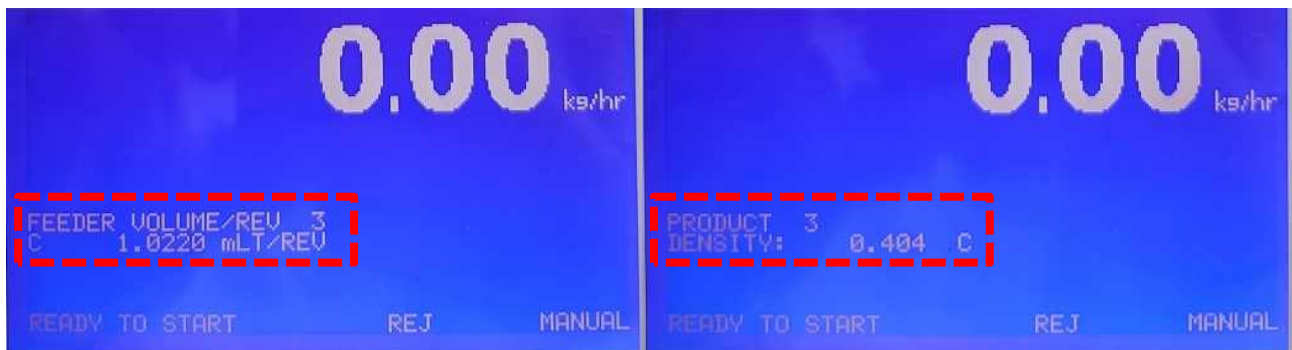 0.00 kg/hr
FEEDER VOLUME/REV 3
C 1.0220 mLT/REV
READY TO START REJ MANUAL
0.00 kg/hr
PRODUCT 3
DENSITY: 0.404 C
READY TO START REJ MANUAL